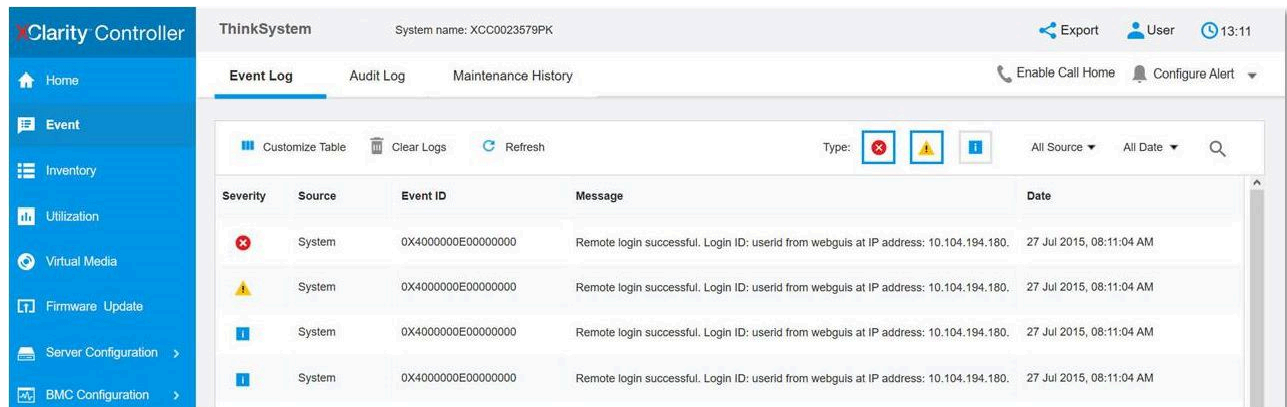 XClarity Controller
ThinkSystem System name: XCC0023579PK Export User 13:11
Home
Event Log Audit Log Maintenance History Enable Call Home Configure Alert
Event
Customize Table Clear Logs Refresh Type: All Source All Date
Inventory
Severity Source Event ID Message Date
Utilization
System 0X4000000E00000000 Remote login successful. Login ID: userid from webguis at IP address: 10.104.194.180. 27 Jul 2015, 08:11:04 AM
Virtual Media
System 0X4000000E00000000 Remote login successful. Login ID: userid from webguis at IP address: 10.104.194.180. 27 Jul 2015, 08:11:04 AM
Firmware Update
System 0X4000000E00000000 Remote login successful. Login ID: userid from webguis at IP address: 10.104.194.180. 27 Jul 2015, 08:11:04 AM
Server Configuration
System 0X4000000E00000000 Remote login successful. Login ID: userid from webguis at IP address: 10.104.194.180. 27 Jul 2015, 08:11:04 AM
BMC Configuration